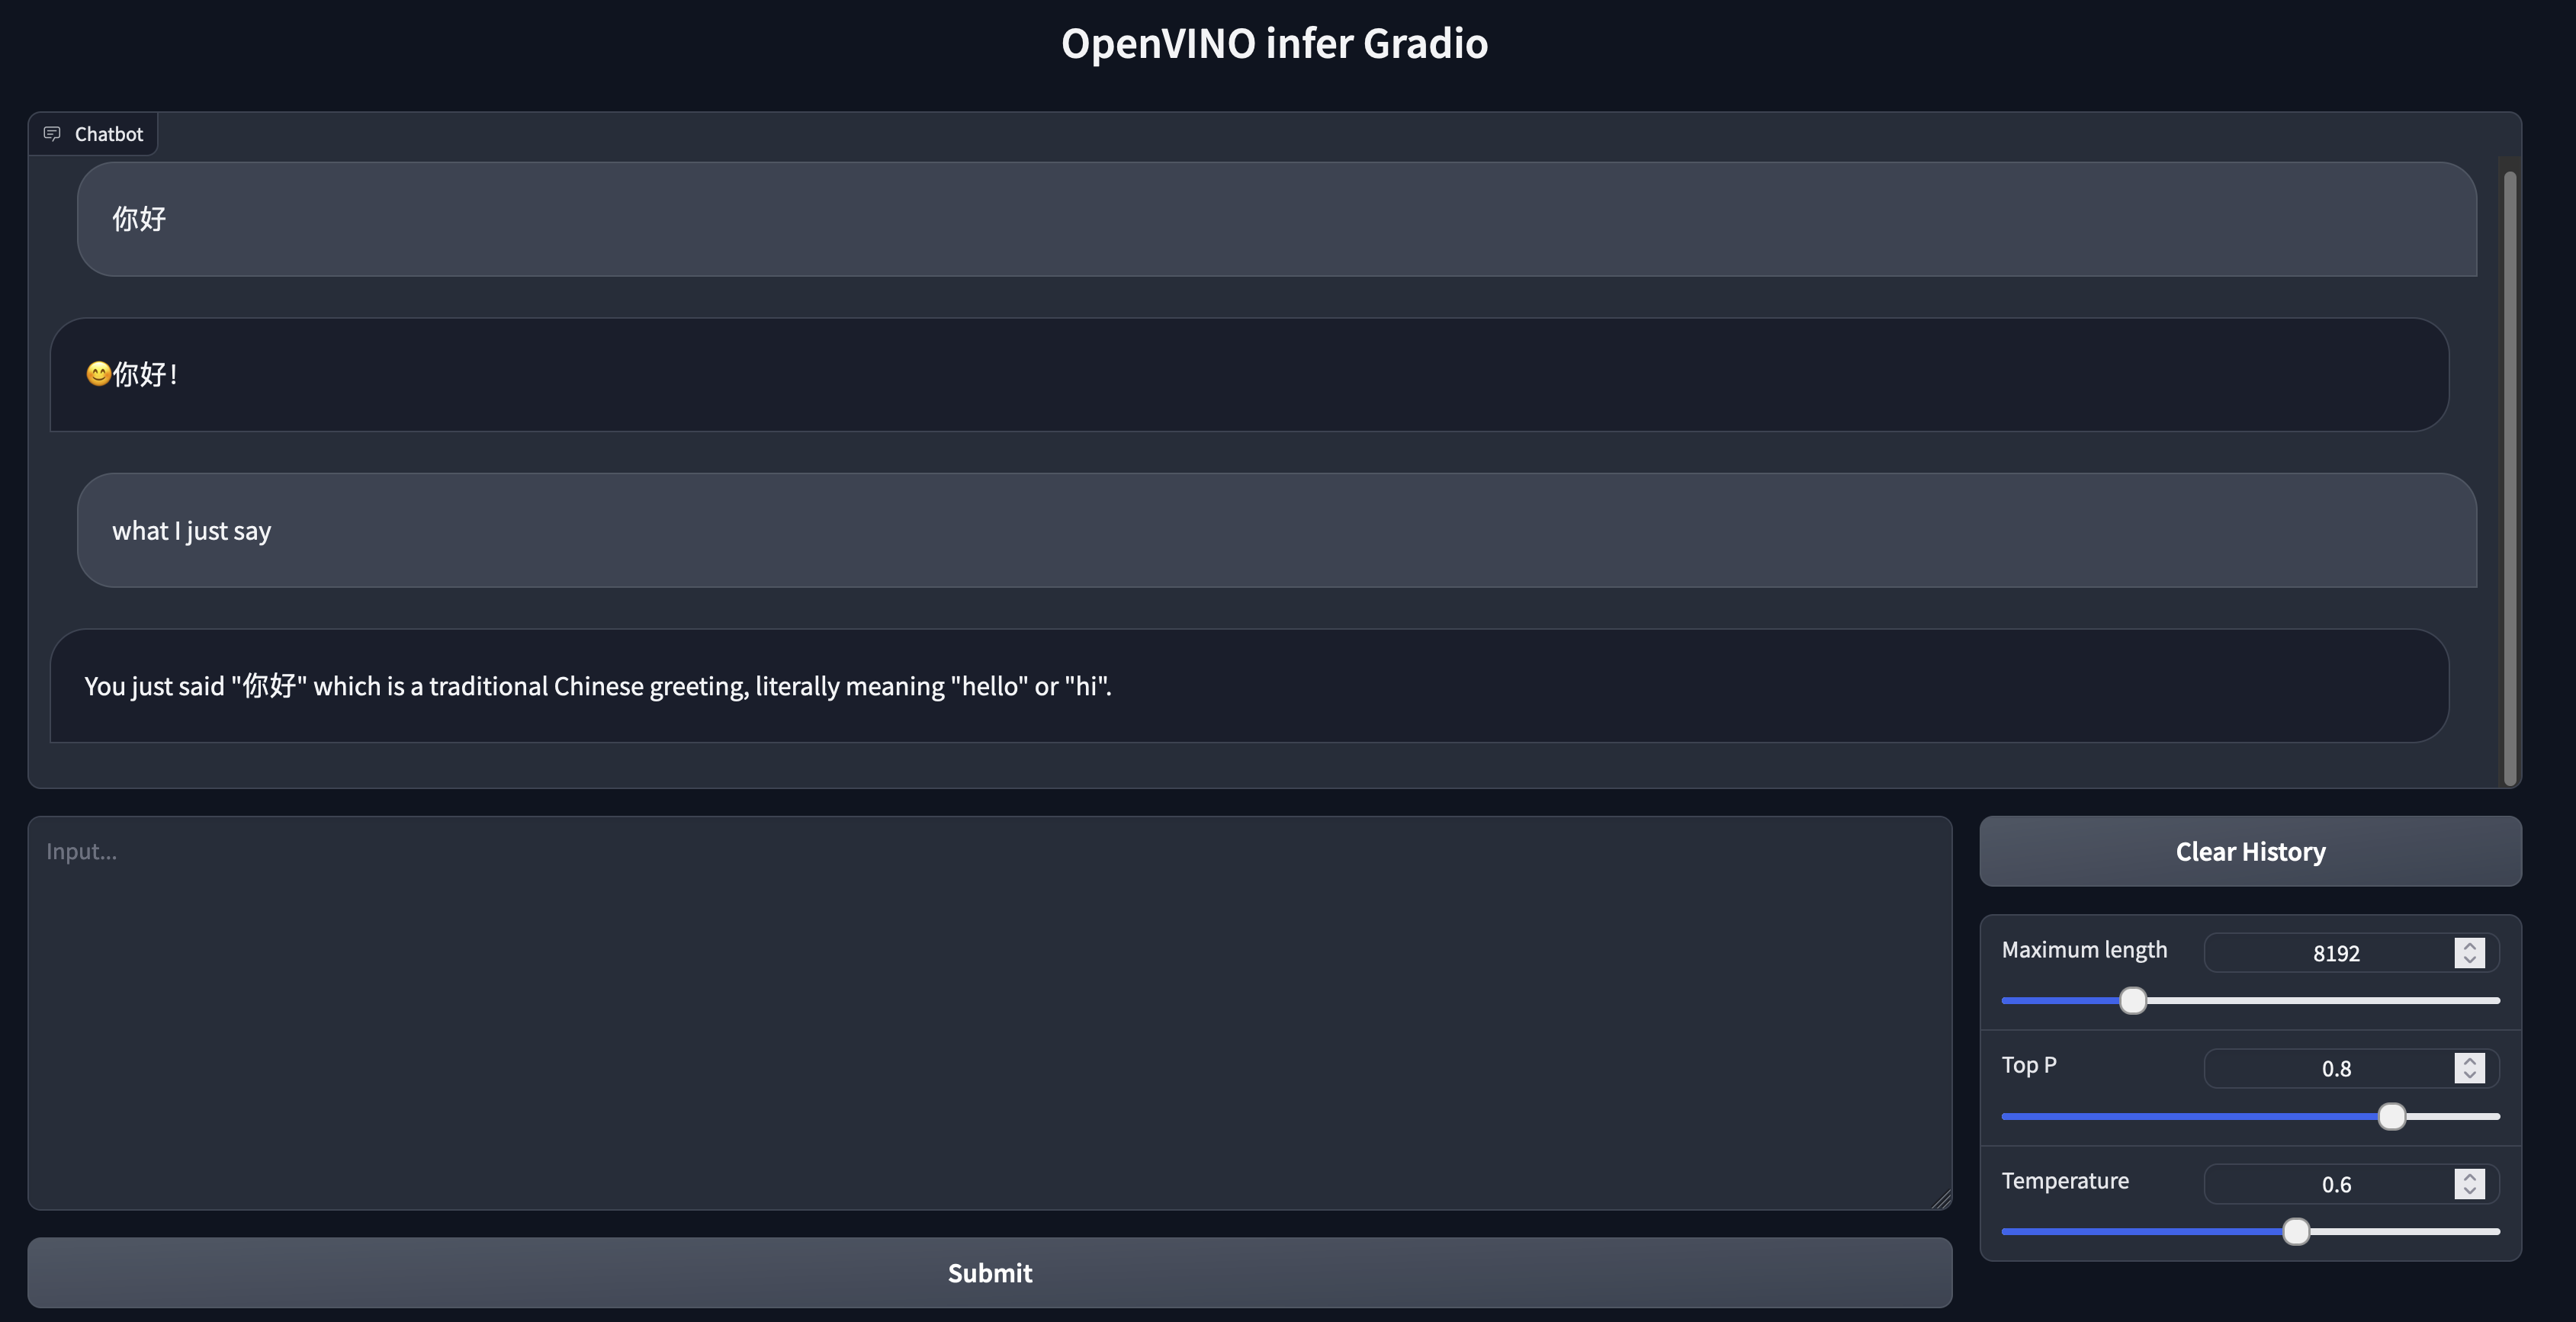 OpenVINO infer Gradio
Chatbot
你好
😊你好！
what I just say
You just said "你好" which is a traditional Chinese greeting, literally meaning "hello" or "hi".
Input...
Clear History
Maximum length 8192
Top P 0.8
Temperature 0.6
Submit